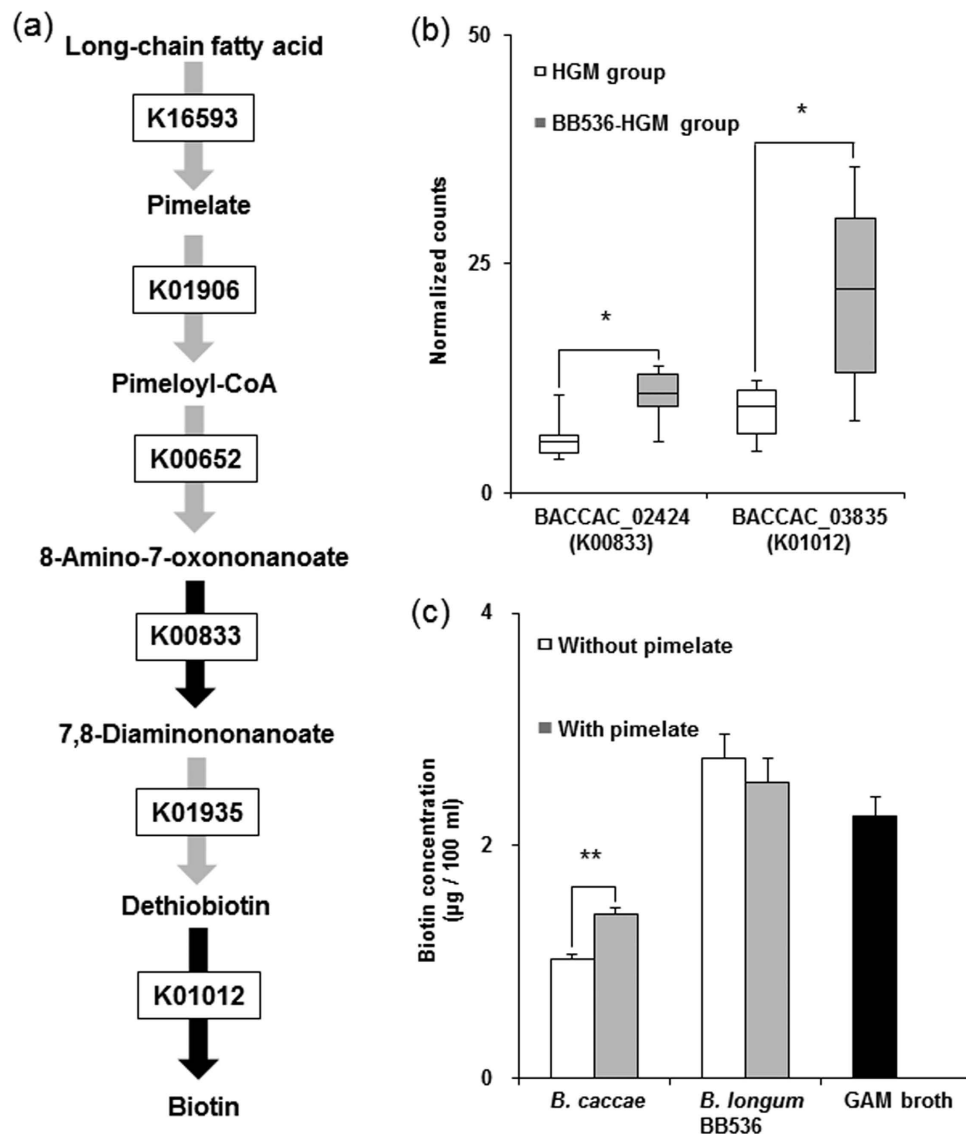 (a)
Long-chain fatty acid
K16593
Pimelate
K01906
Pimeloyl-CoA
K00652
8-Amino-7-oxononanoate
K00833
7,8-Diaminononanoate
K01935
Dethiobiotin
K01012
Biotin
(b)
50
25
0
Normalized counts
HGM group
BB536-HGM group
*
*
BACCAC_02424
(K00833)
BACCAC_03835
(K01012)
(c)
4
2
0
Biotin concentration
(µg / 100 ml)
Without pimelate
With pimelate
**
B. caccae
B. longum
BB536
GAM broth